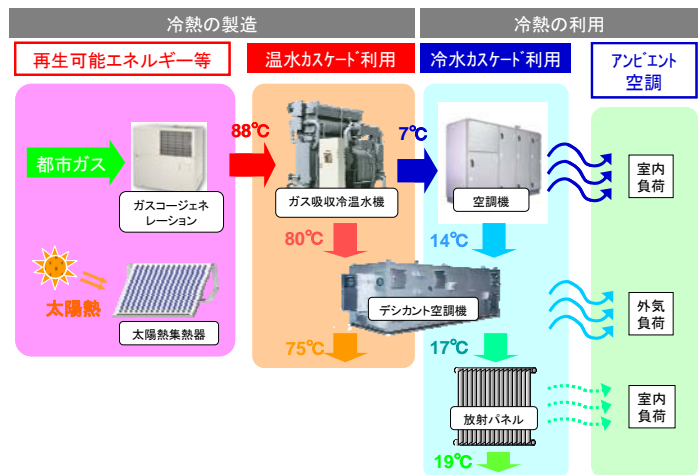 冷熱の製造
冷熱の利用
再生可能エネルギー等
温水ｶｽｹｰﾄﾞ利用
冷水ｶｽｹｰﾄﾞ利用
ｱﾝﾋﾞｴﾝﾄ
空調
88℃
7℃
都市ガス
ガスコージェネ
レーション
ガス吸収冷温水機
空調機
室内
負荷
80℃
14℃
太陽熱
太陽熱集熱器
デシカント空調機
外気
負荷
75℃
17℃
放射パネル
室内
負荷
19℃